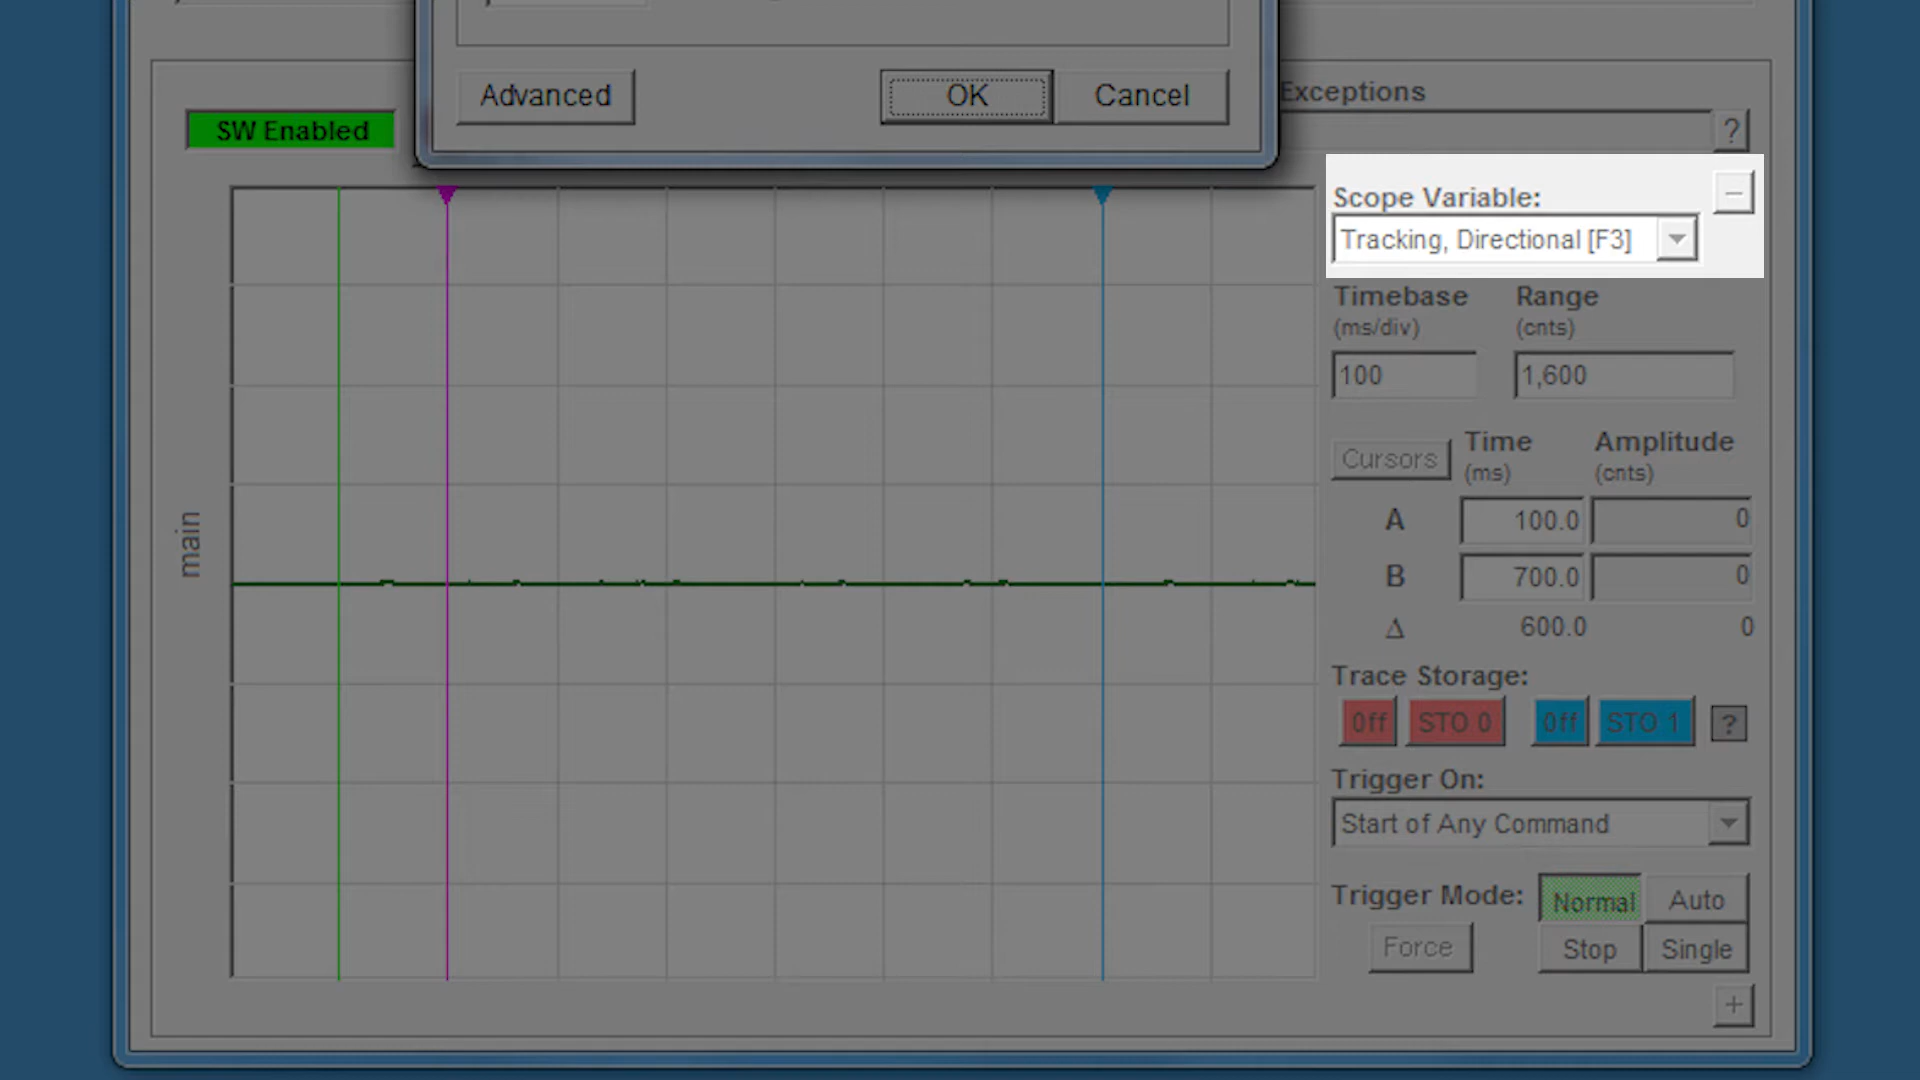 Advanced
OK
Cancel
Exceptions
SW Enabled
?
Scope Variable:
−
Tracking, Directional [F3]
Timebase
(ms/div)
Range
(cnts)
100
1,600
Cursors
Time
(ms)
Amplitude
(cnts)
A
100.0
0
B
700.0
0
Δ
600.0
0
main
Trace Storage:
Off
STO 0
Off
STO 1
?
Trigger On:
Start of Any Command
Trigger Mode:
Normal
Auto
Force
Stop
Single
+